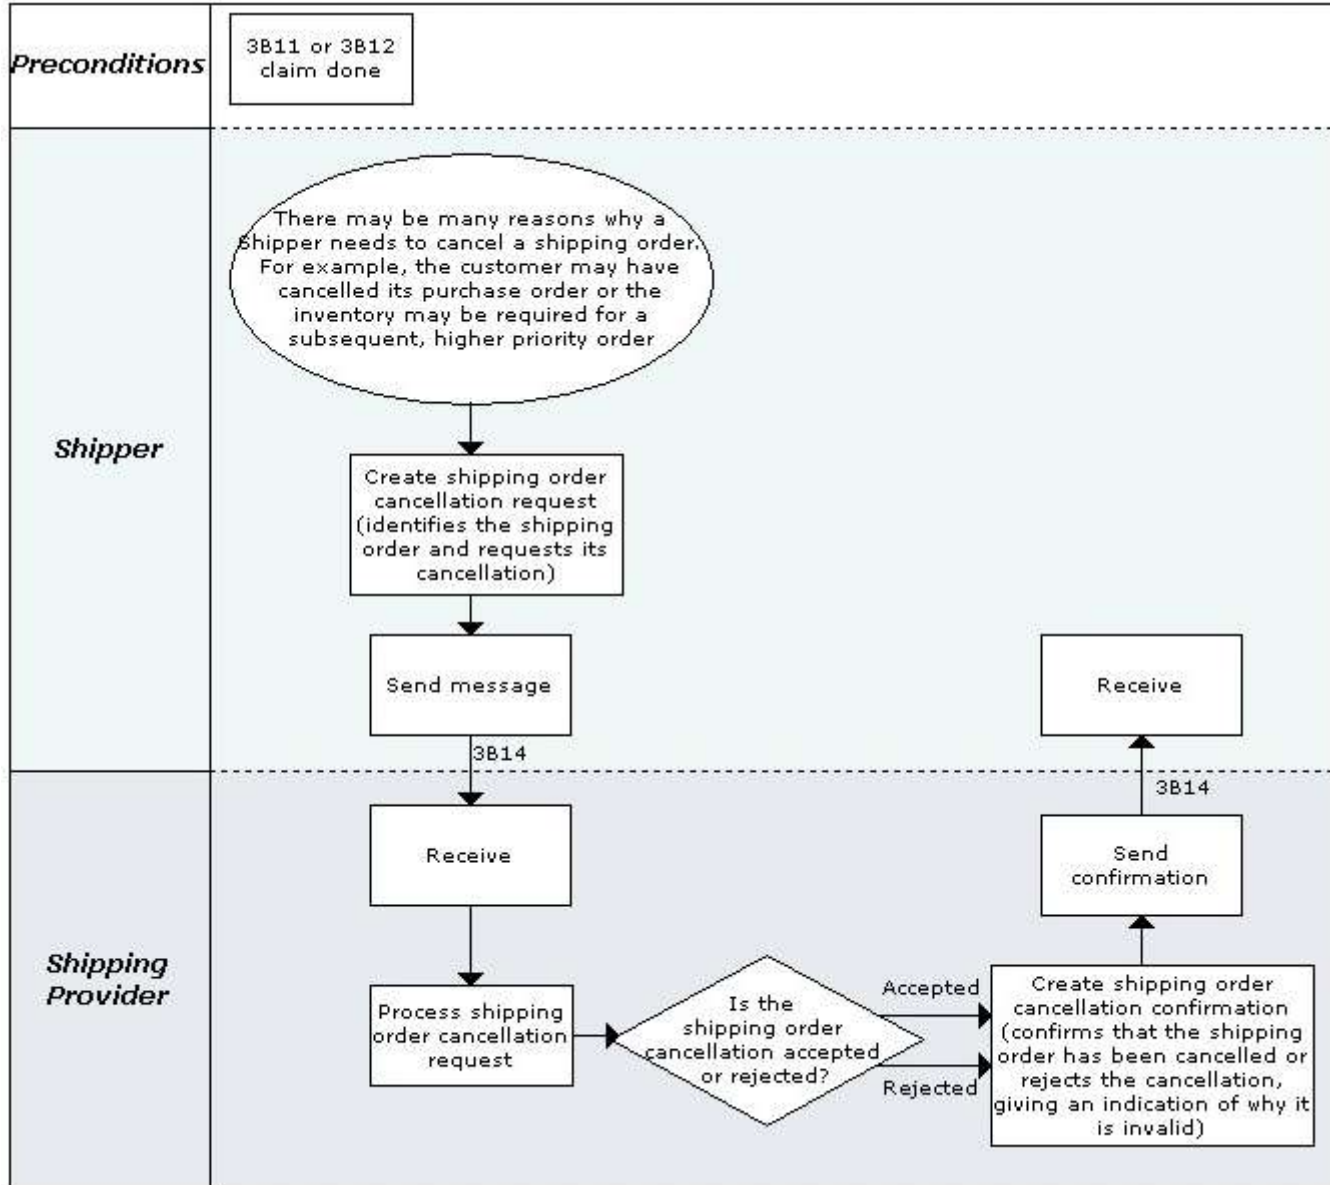 Preconditions
3B11 or 3B12
claim done
Shipper
There may be many reasons why a
Shipper needs to cancel a shipping order.
For example, the customer may have
cancelled its purchase order or the
inventory may be required for a
subsequent, higher priority order
Create shipping order
cancellation request
(identifies the shipping
order and requests its
cancellation)
Send message
Receive
3B14
3B14
Shipping
Provider
Receive
Send
confirmation
Process shipping
order cancellation
request
Is the
shipping order
cancellation accepted
or rejected?
Accepted
Rejected
Create shipping order
cancellation confirmation
(confirms that the shipping
order has been cancelled or
rejects the cancellation,
giving an indication of why it
is invalid)